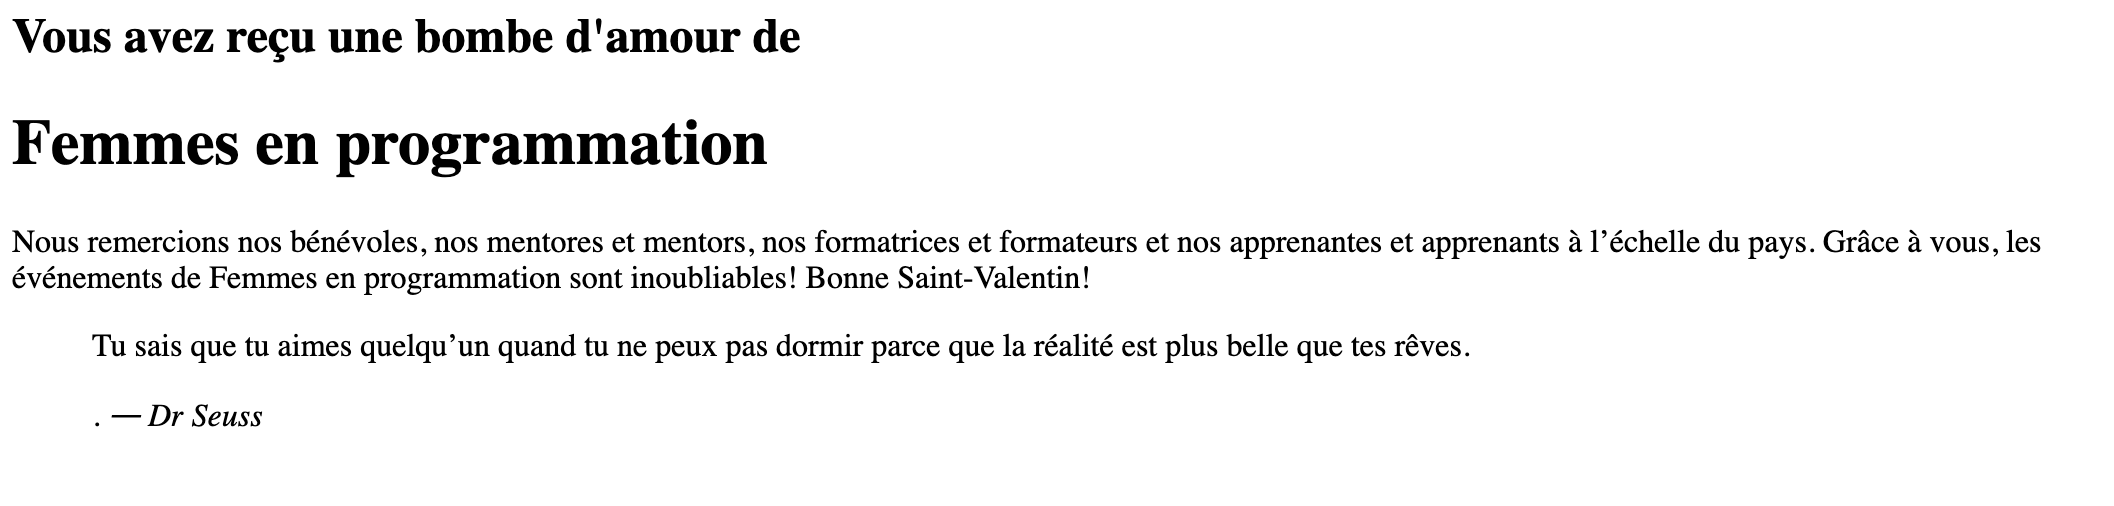 Vous avez reçu une bombe d'amour de
Femmes en programmation
Nous remercions nos bénévoles, nos mentores et mentors, nos formatrices et formateurs et nos apprenantes et apprenants à l’échelle du pays. Grâce à vous, les
événements de Femmes en programmation sont inoubliables! Bonne Saint-Valentin!
Tu sais que tu aimes quelqu’un quand tu ne peux pas dormir parce que la réalité est plus belle que tes rêves.
. — Dr Seuss